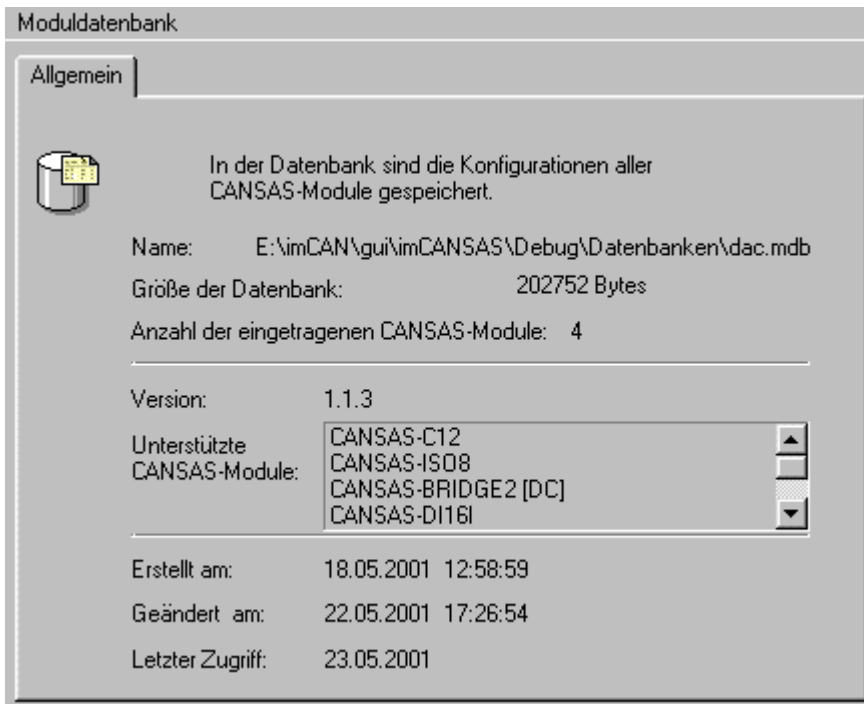 Moduldatenbank
Allgemein
In der Datenbank sind die Konfigurationen aller
CANSAS-Module gespeichert.
Name: E:\imCAN\gui\imCANSAS\Debug\Datenbanken\dac.mdb
Größe der Datenbank: 202752 Bytes
Anzahl der eingetragenen CANSAS-Module: 4
Version: 1.1.3
Unterstützte
CANSAS-Module:
CANSAS-C12
CANSAS-ISO8
CANSAS-BRIDGE2 [DC]
CANSAS-DI16I
Erstellt am: 18.05.2001 12:58:59
Geändert am: 22.05.2001 17:26:54
Letzter Zugriff: 23.05.2001